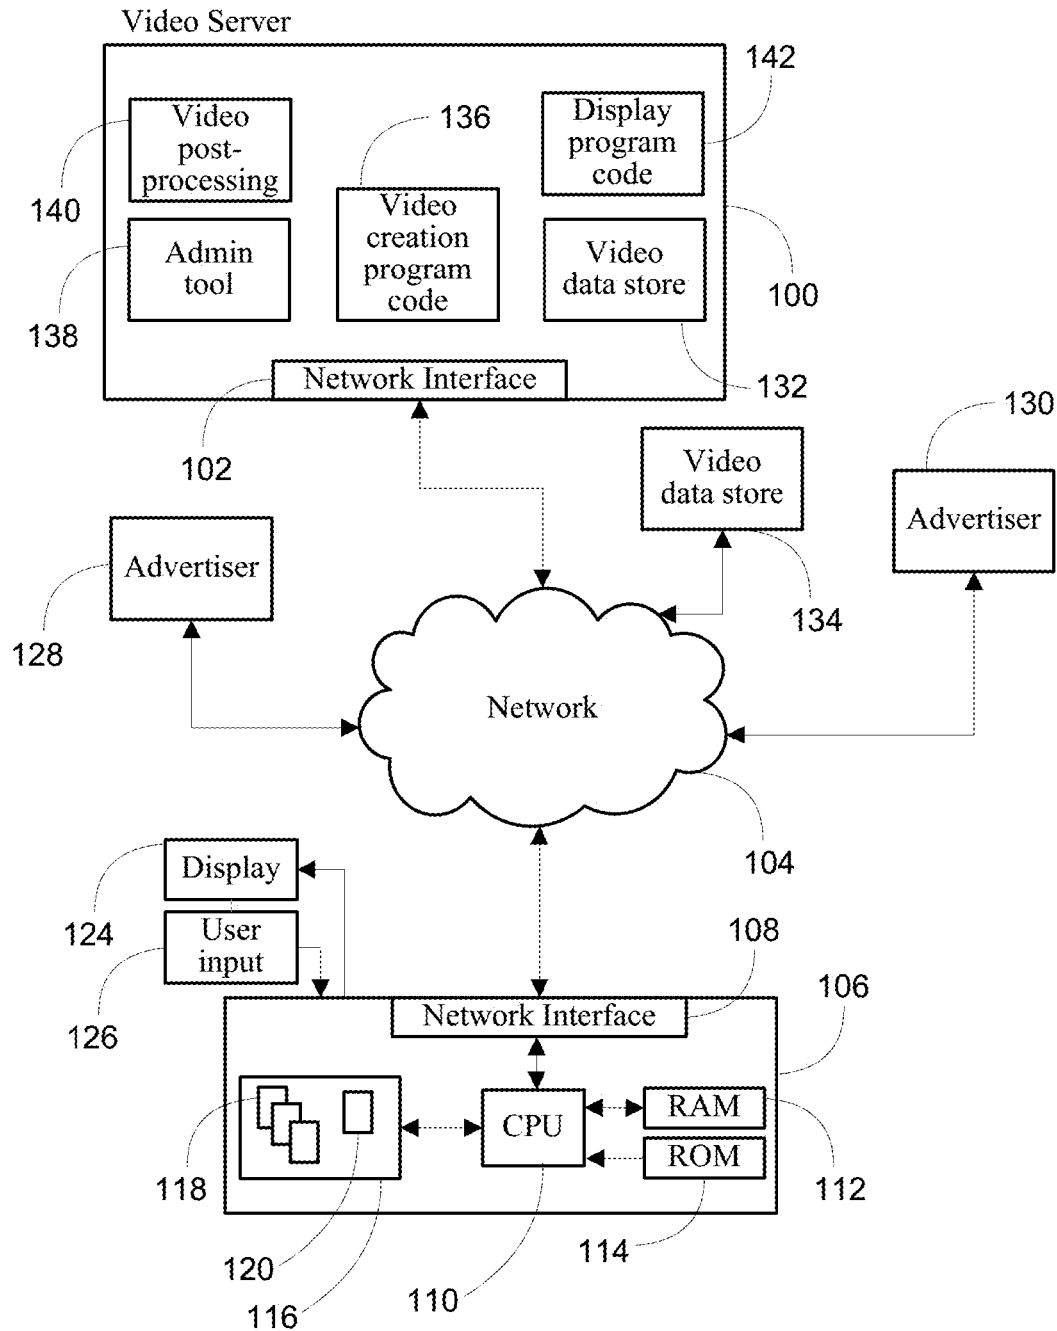 Video Server
142
Video
post-
processing
136
Display
program
code
140
Video
creation
program
code
Admin
tool
Video
data store
100
138
Network Interface
132
130
102
Video
data store
Advertiser
Advertiser
134
128
Network
104
Display
124
User
input
108
126
106
Network Interface
118
CPU
RAM
ROM
112
120
116
110
114